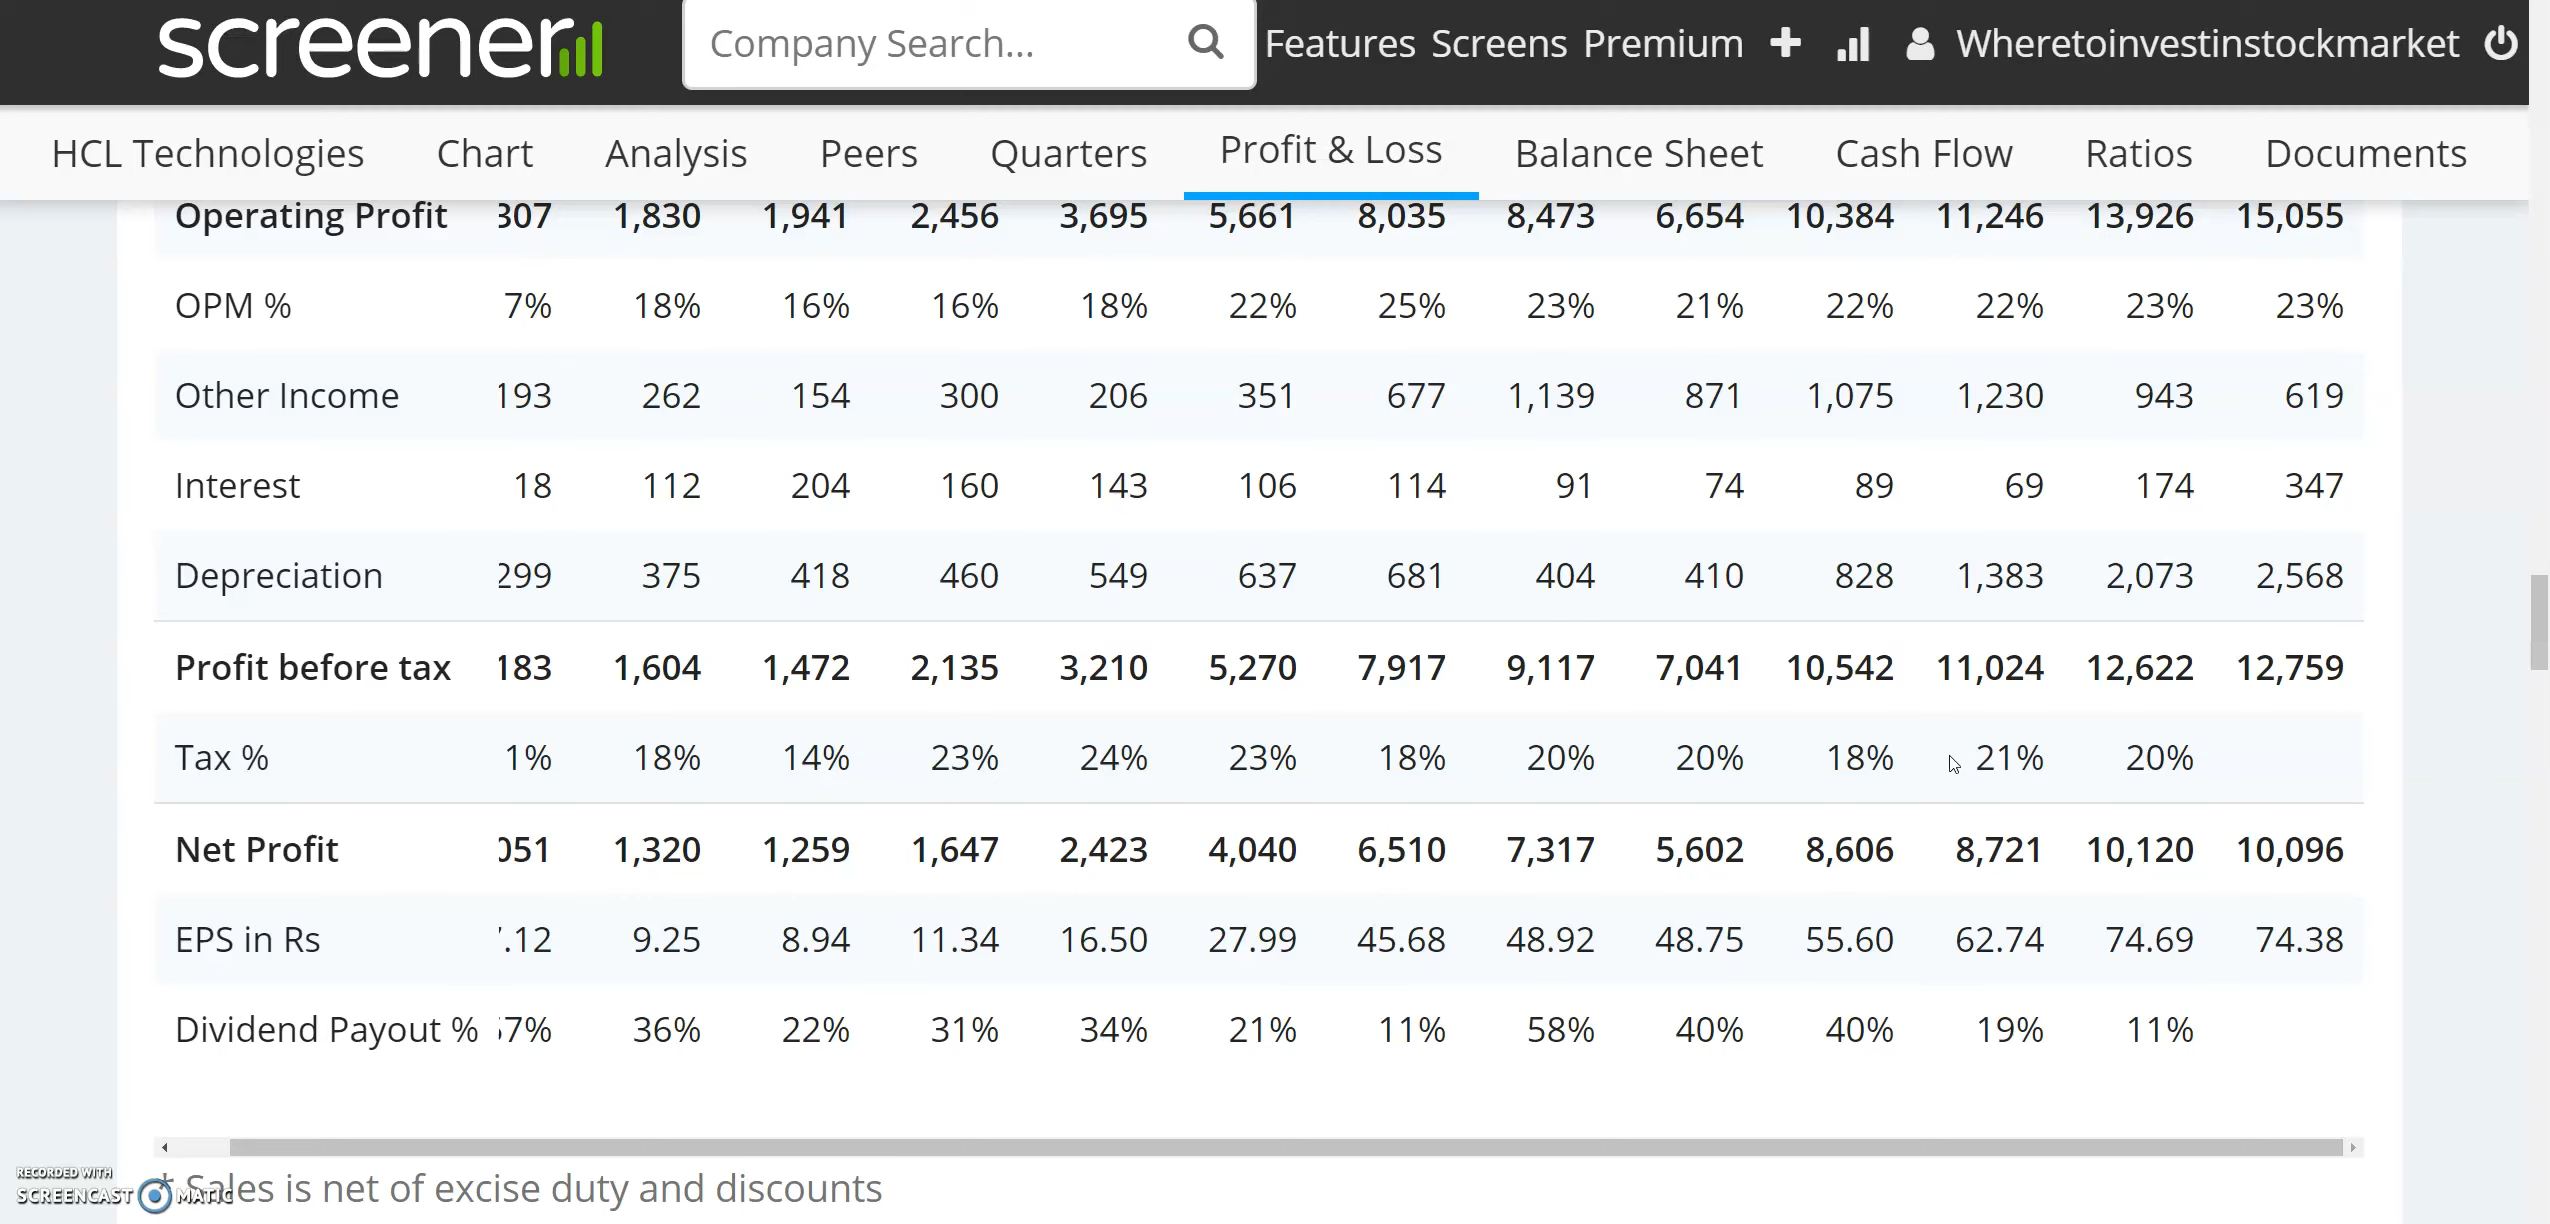 screener Company Search... Features Screens Premium Wheretoinvestinstockmarket
HCL Technologies Chart Analysis Peers Quarters Profit & Loss Balance Sheet Cash Flow Ratios Documents
Operating Profit 307 1,830 1,941 2,456 3,695 5,661 8,035 8,473 6,654 10,384 11,246 13,926 15,055
OPM % 7% 18% 16% 16% 18% 22% 25% 23% 21% 22% 22% 23% 23%
Other Income 193 262 154 300 206 351 677 1,139 871 1,075 1,230 943 619
Interest 18 112 204 160 143 106 114 91 74 89 69 174 347
Depreciation 299 375 418 460 549 637 681 404 410 828 1,383 2,073 2,568
Profit before tax 183 1,604 1,472 2,135 3,210 5,270 7,917 9,117 7,041 10,542 11,024 12,622 12,759
Tax % 1% 18% 14% 23% 24% 23% 18% 20% 20% 18% 21% 20%
Net Profit 051 1,320 1,259 1,647 2,423 4,040 6,510 7,317 5,602 8,606 8,721 10,120 10,096
EPS in Rs .12 9.25 8.94 11.34 16.50 27.99 45.68 48.92 48.75 55.60 62.74 74.69 74.38
Dividend Payout % 7% 36% 22% 31% 34% 21% 11% 58% 40% 40% 19% 11%
* Sales is net of excise duty and discounts
RECORDED WITH
SCREENCAST MATIC